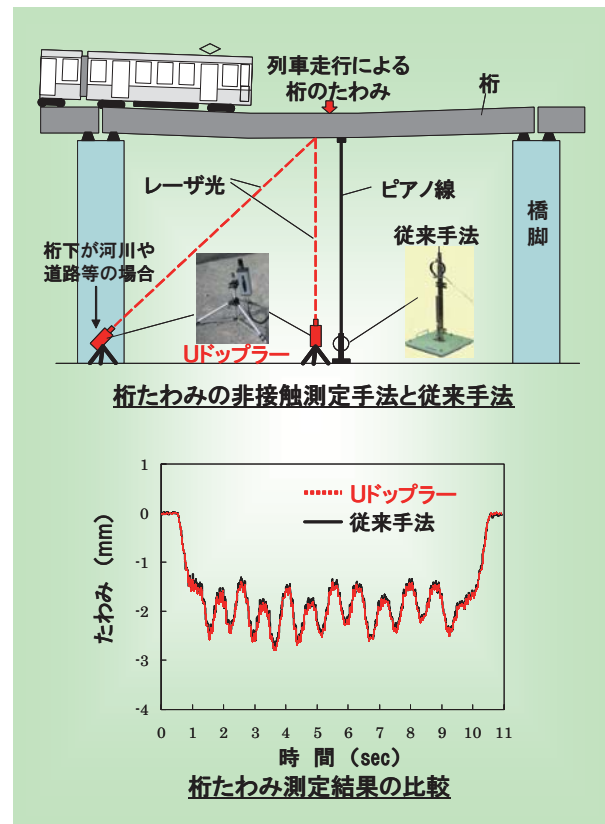 列車走行による
桁のたわみ
桁
レーザ光
ピアノ線
橋脚
従来手法
桁下が河川や
道路等の場合
Uドップラー
桁たわみの非接触測定手法と従来手法
Uドップラー
従来手法
たわみ (mm)
1
0
-1
-2
-3
-4
0 1 2 3 4 5 6 7 8 9 10 11
時 間 (sec)
桁たわみ測定結果の比較